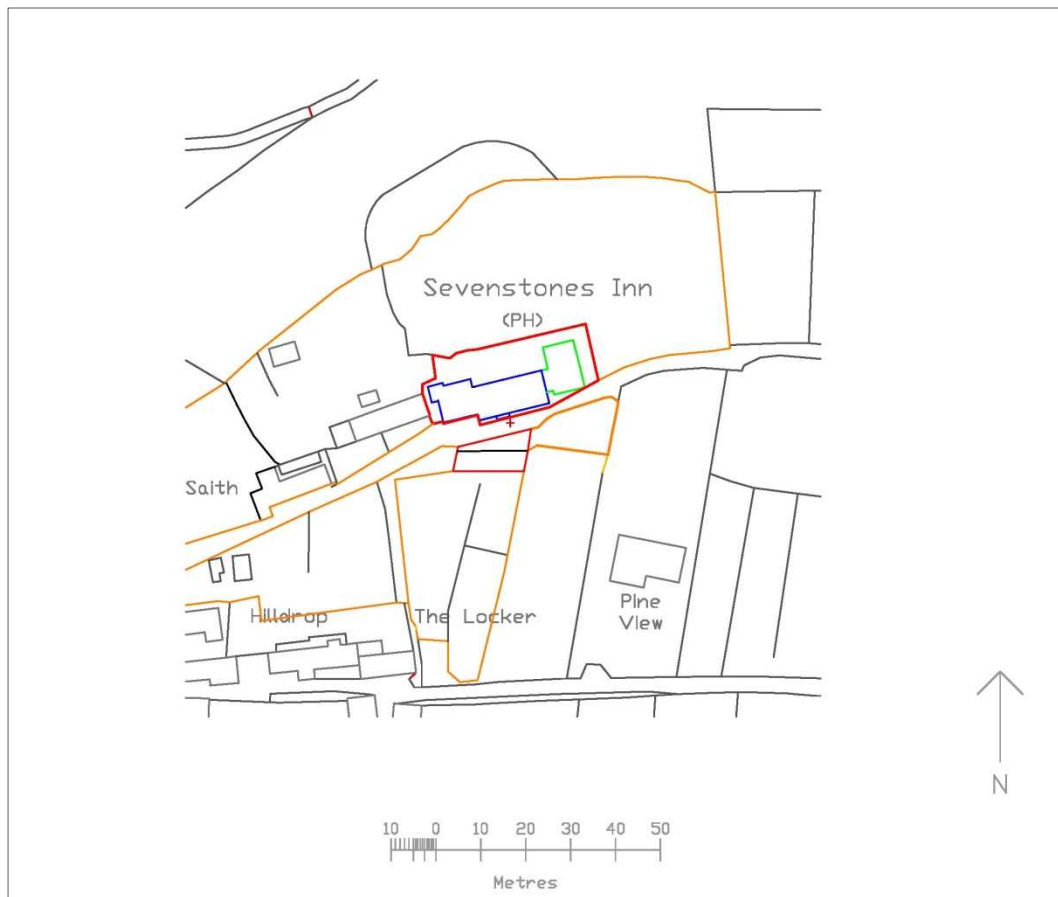 Sevenstones Inn
(PH)
Saith
Hilldrop
The Locker
Pine
View
N
10 0 10 20 30 40 50
Metres